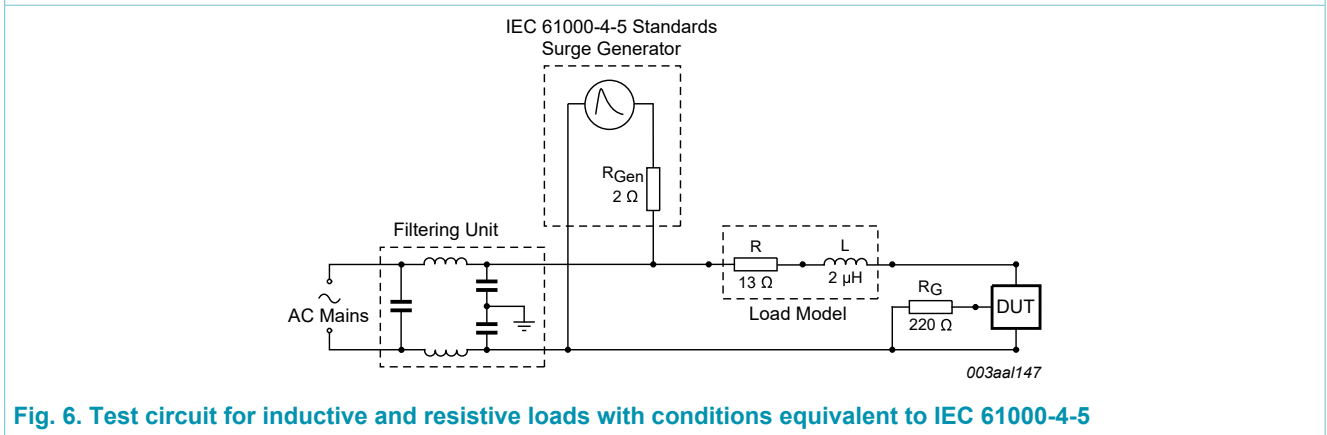 IEC 61000-4-5 Standards
Surge Generator
RGen
2 Ω
Filtering Unit
R
L
13 Ω
2 μH
RG
DUT
AC Mains
Load Model
220 Ω
003aal147
Fig. 6. Test circuit for inductive and resistive loads with conditions equivalent to IEC 61000-4-5